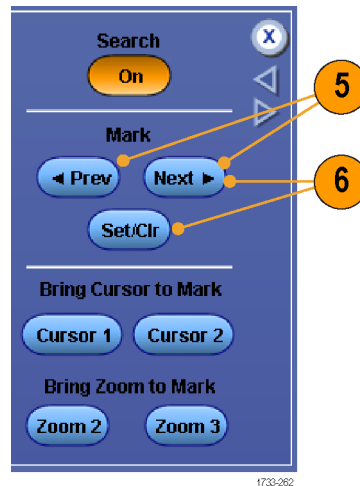 Search
X
On
5
Mark
◄ Prev
Next ►
6
Set/Clr
Bring Cursor to Mark
Cursor 1
Cursor 2
Bring Zoom to Mark
Zoom 2
Zoom 3
1733-262